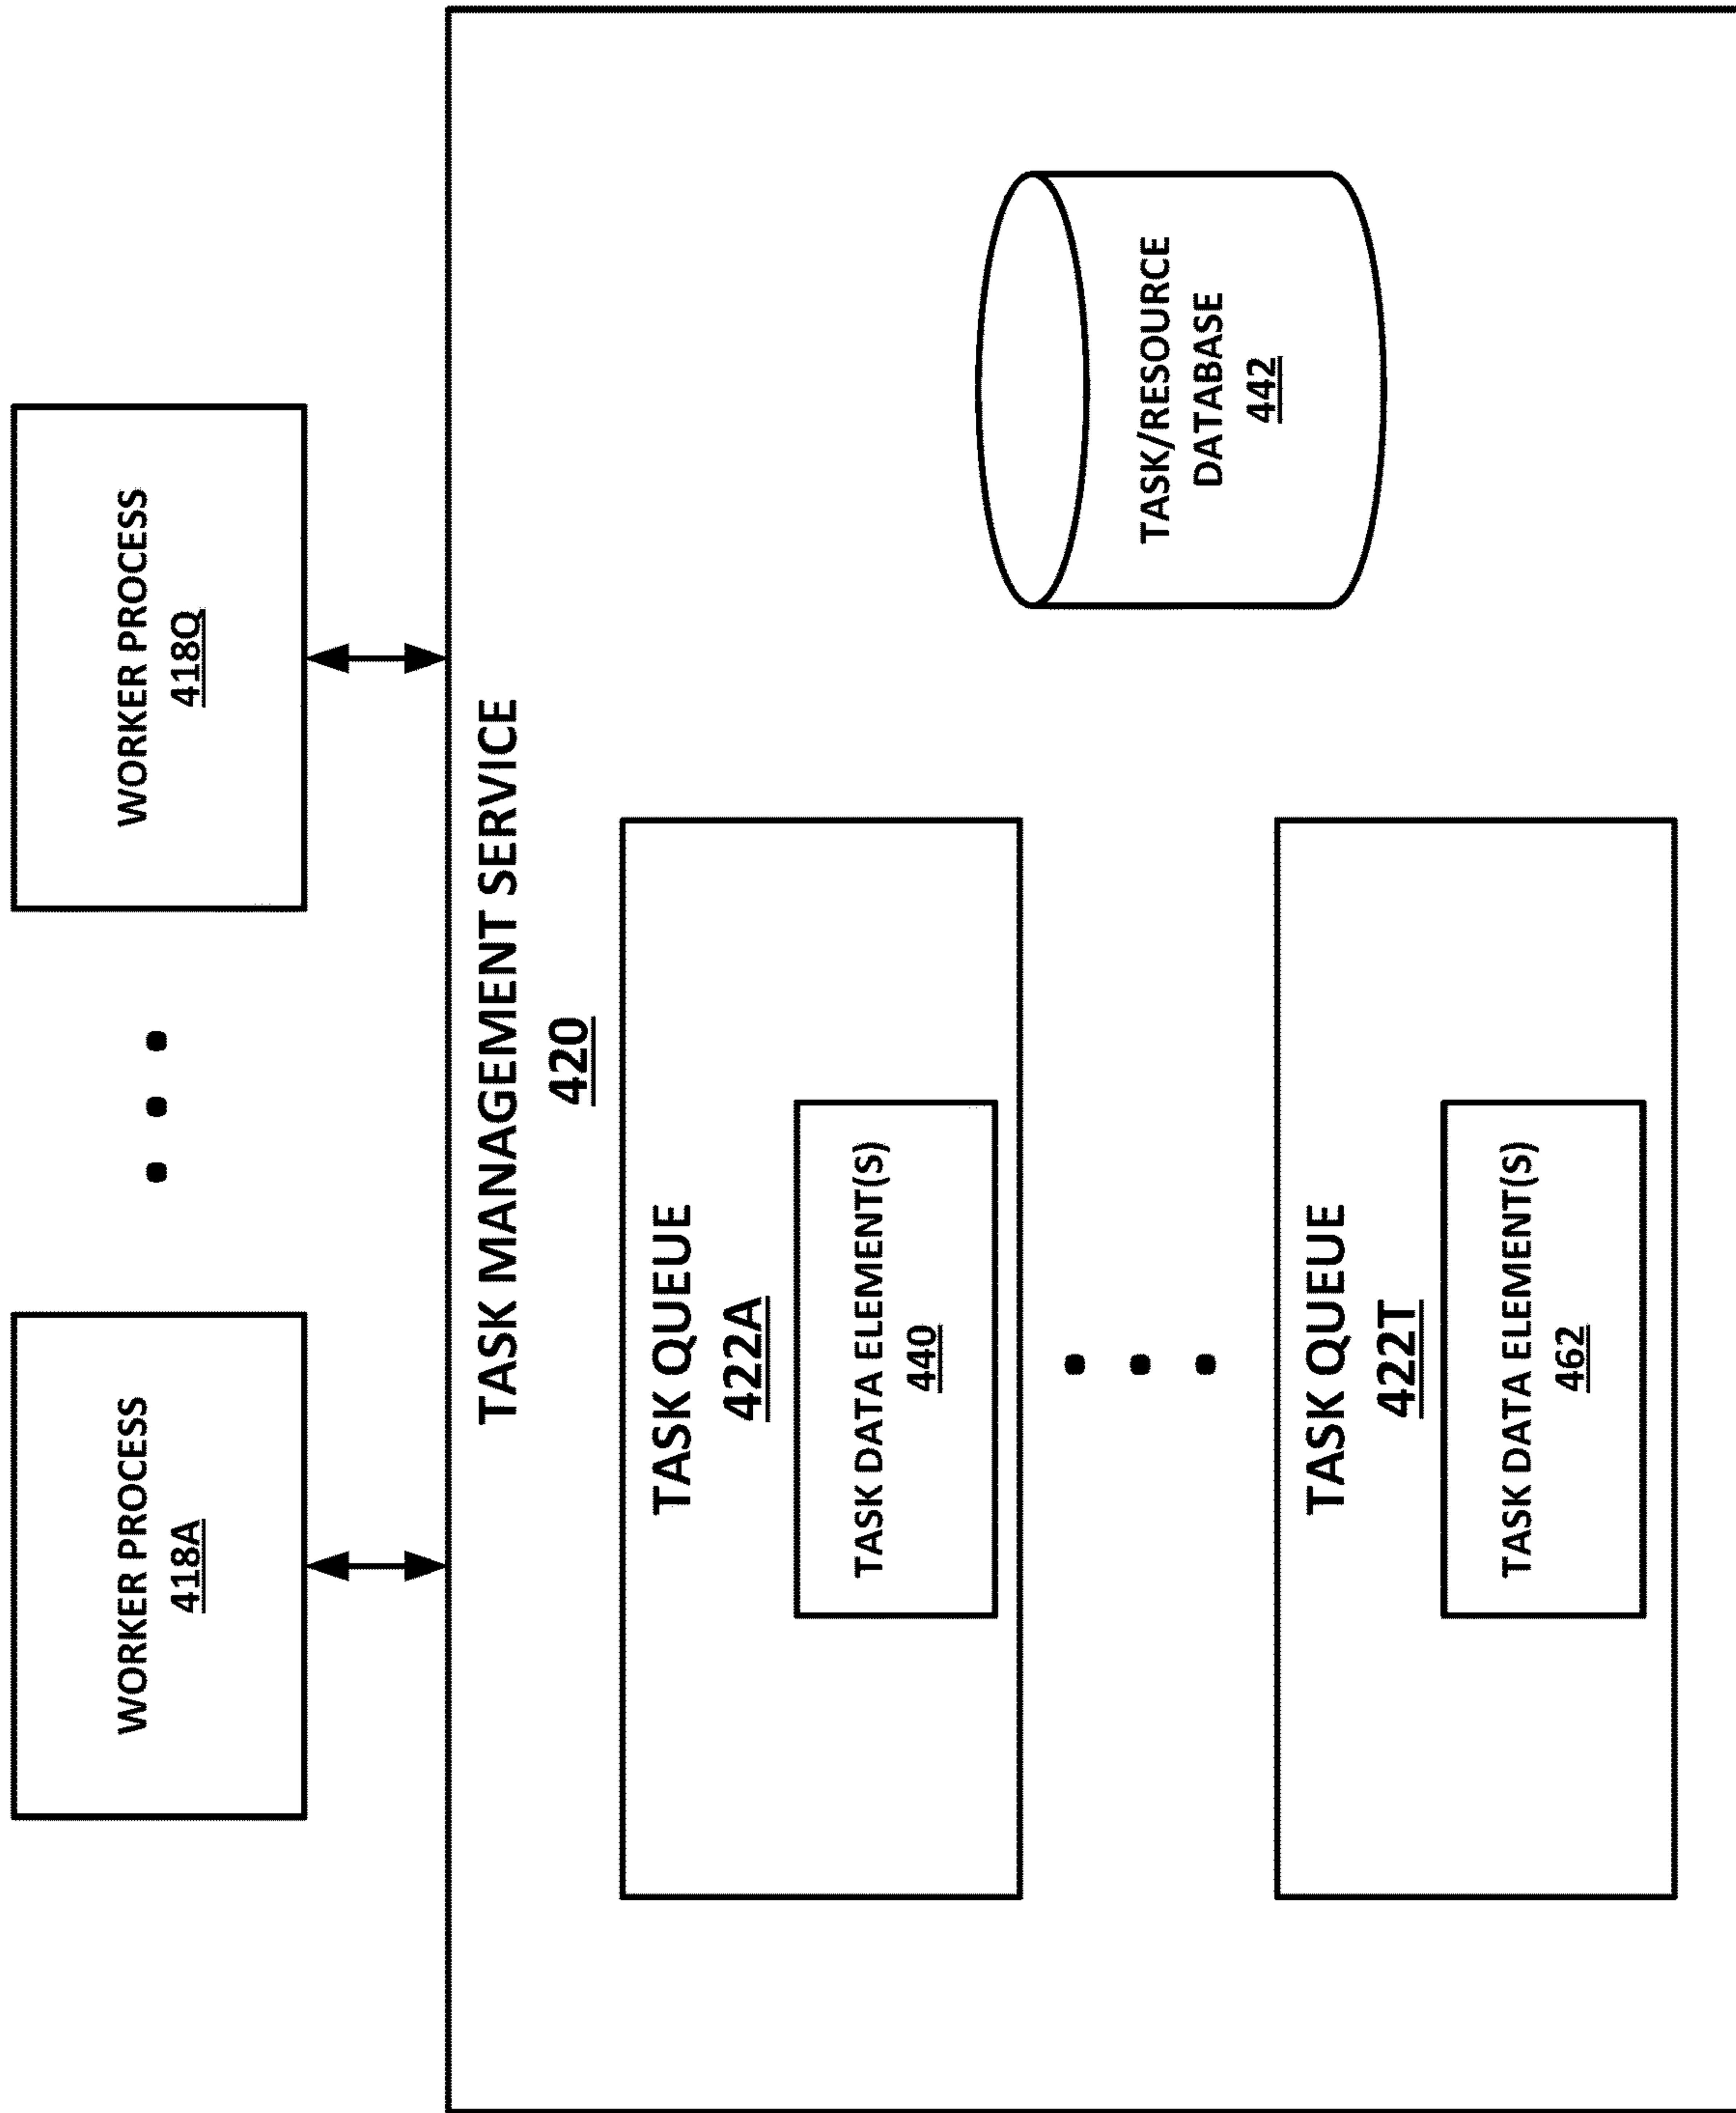 WORKER PROCESS
418A
WORKER PROCESS
418Q
TASK MANAGEMENT SERVICE
420
TASK QUEUE
422A
TASK DATA ELEMENT(S)
440
TASK QUEUE
422T
TASK DATA ELEMENT(S)
462
TASK/RESOURCE
DATABASE
442